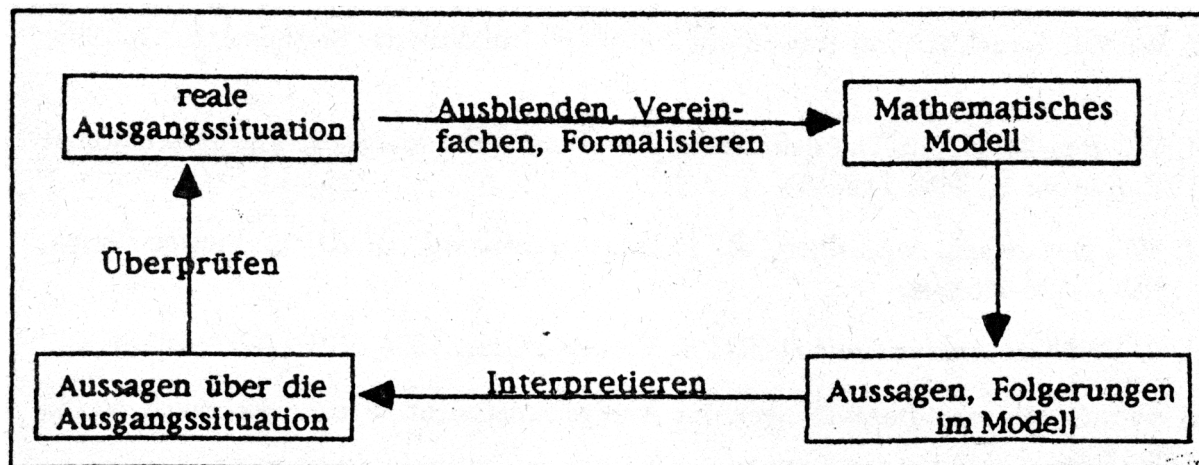 reale
Ausgangssituation
Ausblenden, Verein-
fachen, Formalisieren
Mathematisches
Modell
Überprüfen
Aussagen über die
Ausgangssituation
Interpretieren
Aussagen, Folgerungen
im Modell